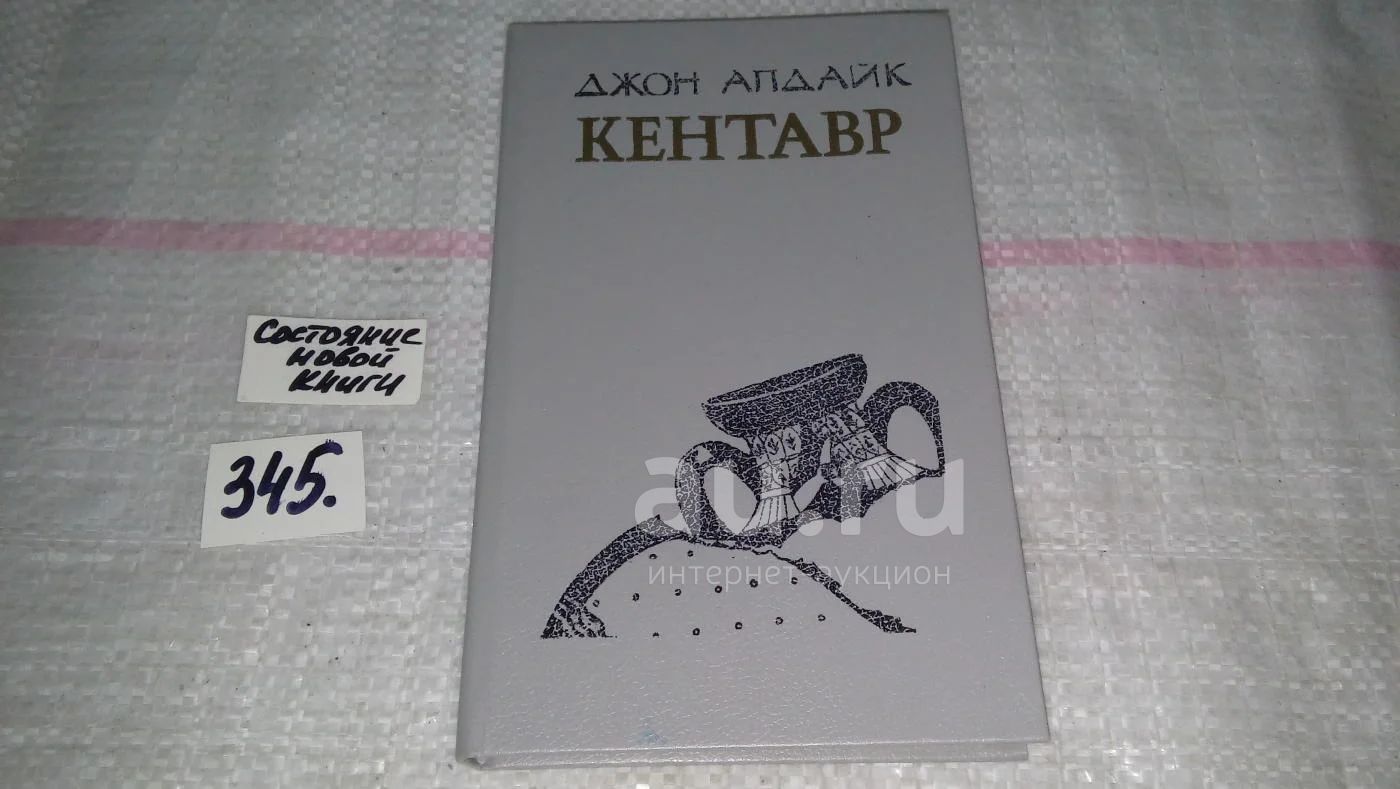 ДЖОН АПДАЙК
КЕНТАВР
Состояние
новой
книги
345.
au.ru
интернет-аукцион